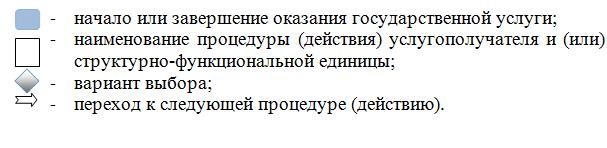 - начало или завершение оказания государственной услуги;
- наименование процедуры (действия) услугополучателя и (или)
структурно-функциональной единицы;
- вариант выбора;
- переход к следующей процедуре (действию).